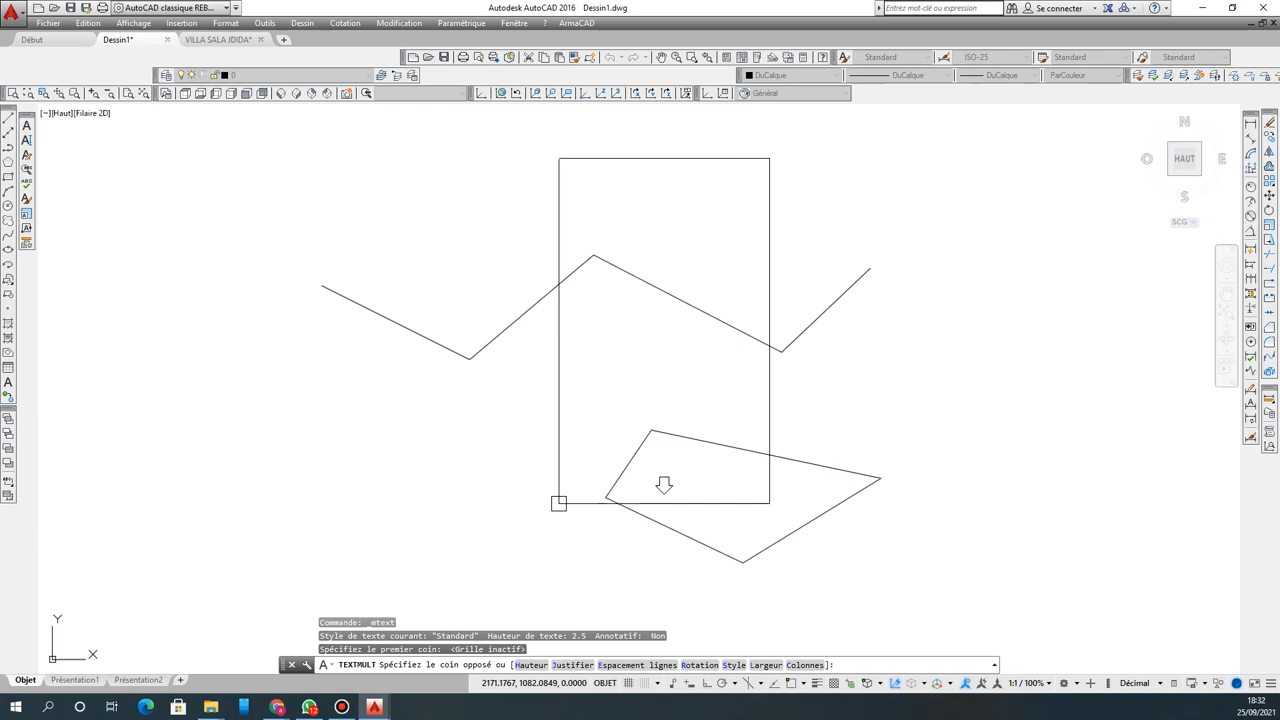 AutoCAD classique REB...
Autodesk AutoCAD 2016   Dessin1.dwg
Entrez mot-clé ou expression
Se connecter
Fichier Edition Affichage Insertion Format Outils Dessin Cotation Modification Paramétrique Fenêtre ? ArmaCAD
Début Dessin1* VILLA SALA JDIDA*
Standard ISO-25 Standard Standard
0 DuCalque DuCalque DuCalque ParCouleur
Général
[−][Haut][Filaire 2D]
N
O HAUT E
S
SCG
Y
X
Commande: _mtext
Style de texte courant: "Standard" Hauteur de texte: 2.5 Annotatif: Non
Spécifiez le premier coin: <Grille inactif>
TEXTMULT Spécifiez le coin opposé ou [Hauteur Justifier Espacement lignes Rotation Style Largeur Colonnes]:
Objet Présentation1 Présentation2
2171.1767, 1082.0849, 0.0000 OBJET 1:1 / 100% Décimal
12
18:32
25/09/2021